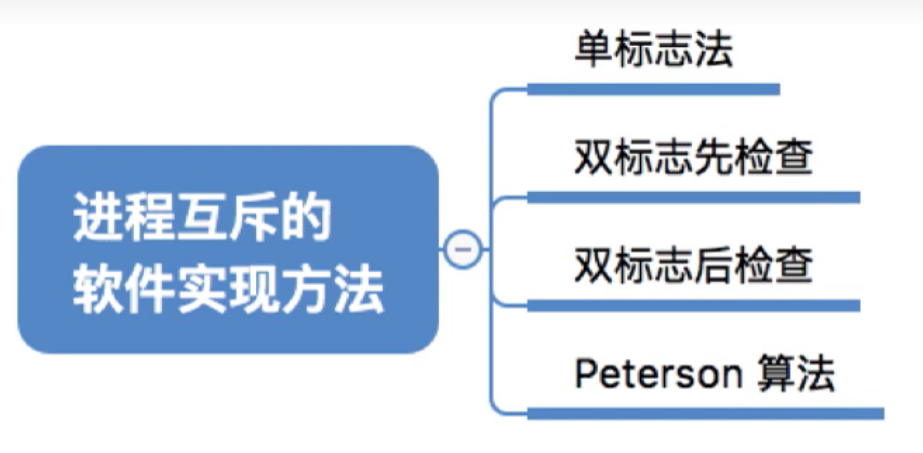 进程互斥的
软件实现方法
单标志法
双标志先检查
双标志后检查
Peterson 算法